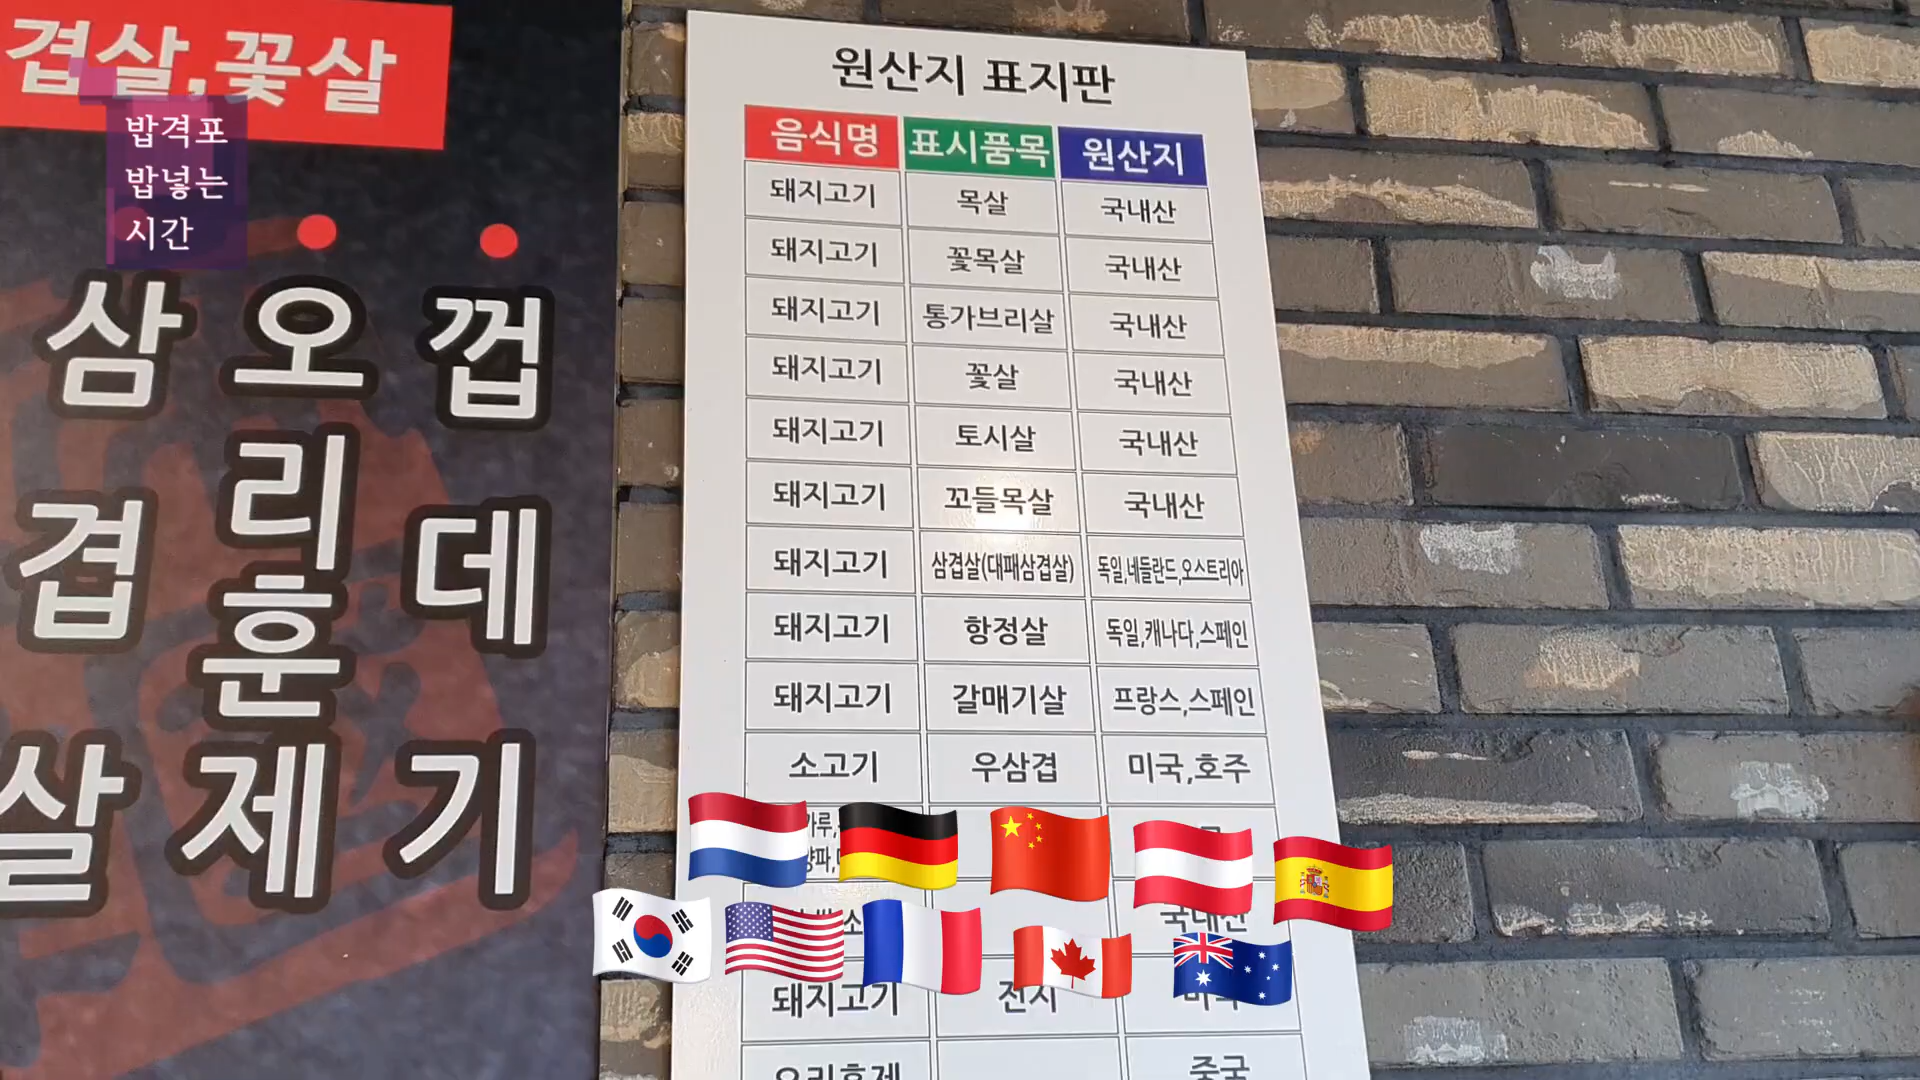 겹살,꽃살
밥격포
밥넣는
시간
삼겹살
오리훈제
껍데기
원산지 표지판
음식명 표시품목 원산지
돼지고기 목살 국내산
돼지고기 꽃목살 국내산
돼지고기 통가브리살 국내산
돼지고기 꽃살 국내산
돼지고기 토시살 국내산
돼지고기 꼬들목살 국내산
돼지고기 삼겹살(대패삼겹살) 독일,네들란드,오스트리아
돼지고기 항정살 독일,캐나다,스페인
돼지고기 갈매기살 프랑스,스페인
소고기 우삼겹 미국,호주
국내산
돼지고기 전지 미국
오리훈제 중국